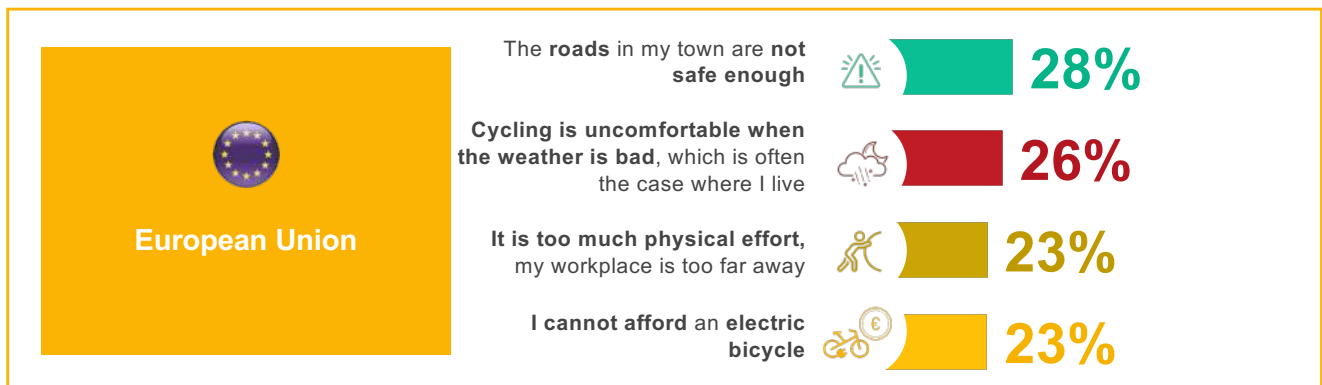 European Union
The roads in my town are not
safe enough
28%
Cycling is uncomfortable when
the weather is bad, which is often
the case where I live
26%
It is too much physical effort,
my workplace is too far away
23%
I cannot afford an electric
bicycle
€
23%